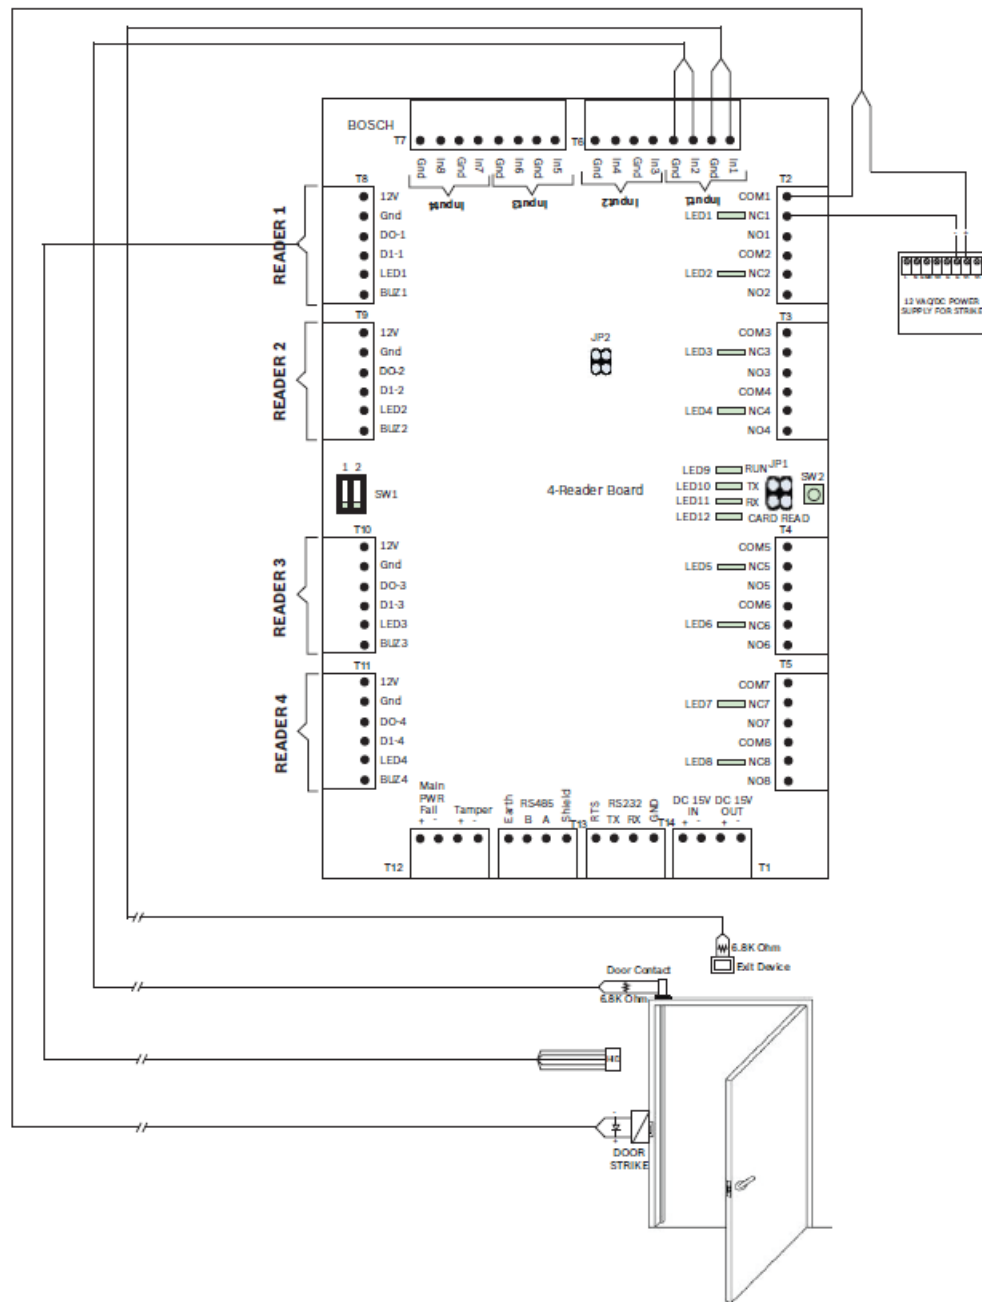 BOSCH
T7
T6
Gnd In8 Gnd In7 Gnd In6 Gnd In5
Gnd In4 Gnd In3 Gnd In2 Gnd In1
Input4 Input3 Input2 Input1
READER 1
T8
12V
Gnd
DO-1
D1-1
LED1
BUZ1
T2
COM1
LED1 NC1
NO1
COM2
LED2 NC2
NO2
12 VAC/DC POWER
SUPPLY FOR STRIKE
READER 2
T9
12V
Gnd
DO-2
D1-2
LED2
BUZ2
JP2
T3
COM3
LED3 NC3
NO3
COM4
LED4 NC4
NO4
1 2
SW1
4-Reader Board
LED9 RUN
LED10 TX
LED11 RX
LED12 CARD READ
JP1
SW2
READER 3
T10
12V
Gnd
DO-3
D1-3
LED3
BUZ3
T4
COM5
LED5 NC5
NO5
COM6
LED6 NC6
NO6
READER 4
T11
12V
Gnd
DO-4
D1-4
LED4
BUZ4
T5
COM7
LED7 NC7
NO7
COM8
LED8 NC8
NO8
Main
PWR
Fail
+ -
Tamper
+ -
T12
Earth
RS485
B A
Shield
T13
RTS
RS232
TX RX
GND
T14
DC 15V
IN
+ -
DC 15V
OUT
+ -
T1
6.8K Ohm
Exit Device
Door Contact
6.8K Ohm
HID
-
+
DOOR
STRIKE